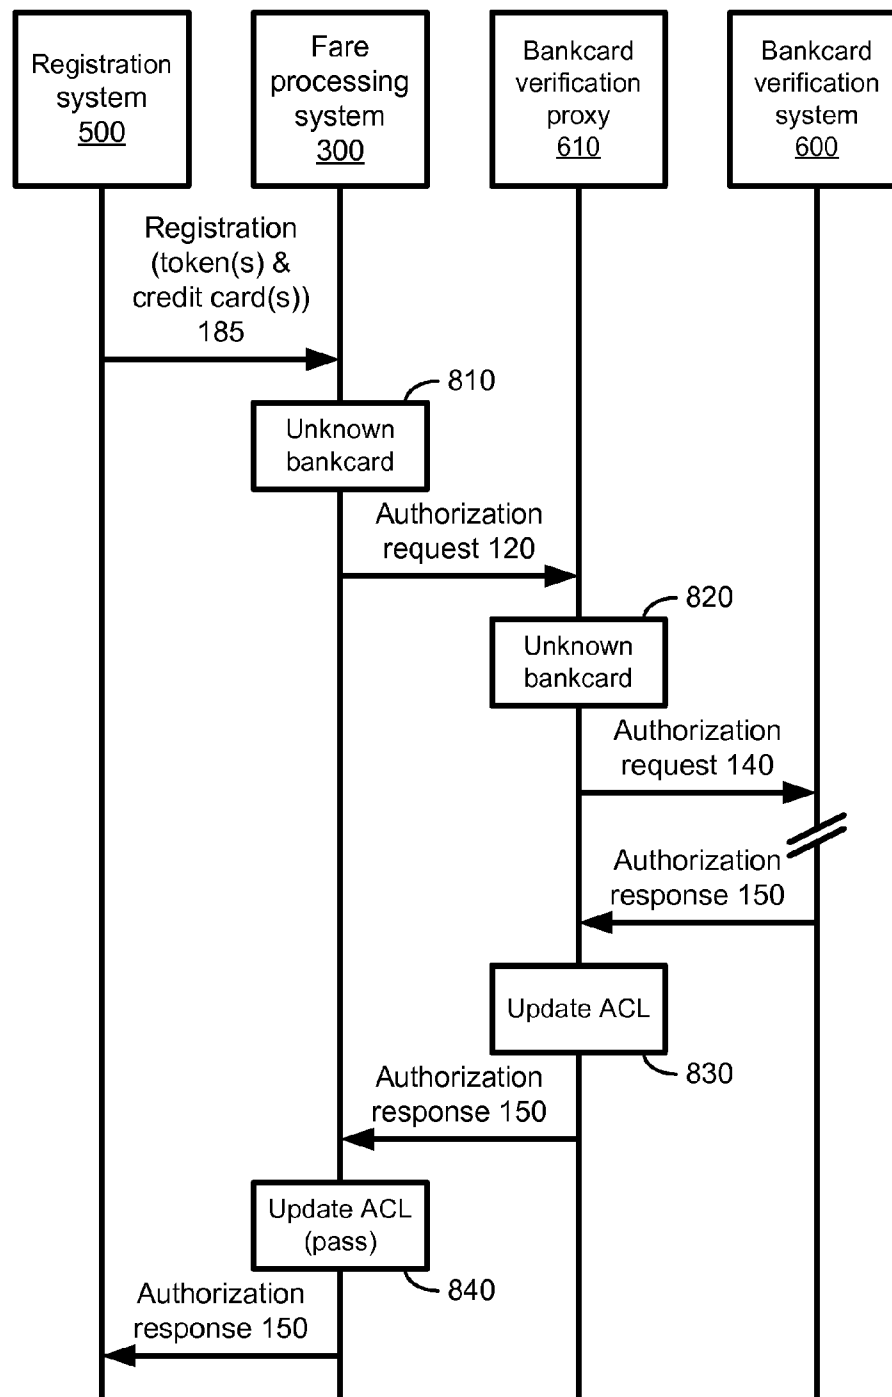 Registration
system
500
Fare
processing
system
300
Bankcard
verification
proxy
610
Bankcard
verification
system
600
Registration
(token(s) &
credit card(s))
185
810
Unknown
bankcard
Authorization
request 120
820
Unknown
bankcard
Authorization
request 140
Authorization
response 150
Update ACL
830
Authorization
response 150
Update ACL
(pass)
840
Authorization
response 150